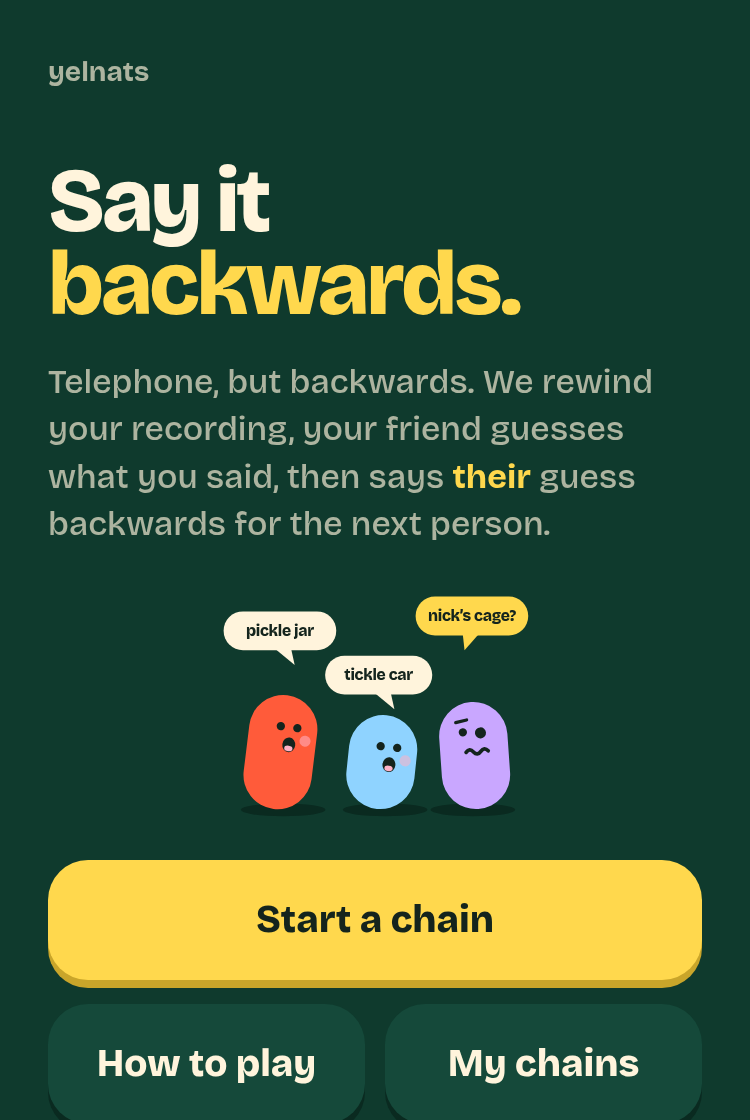 yelnats
Say it
backwards.
Telephone, but backwards. We rewind
your recording, your friend guesses
what you said, then says their guess
backwards for the next person.
pickle jar
tickle car
nick's cage?
Start a chain
How to play
My chains